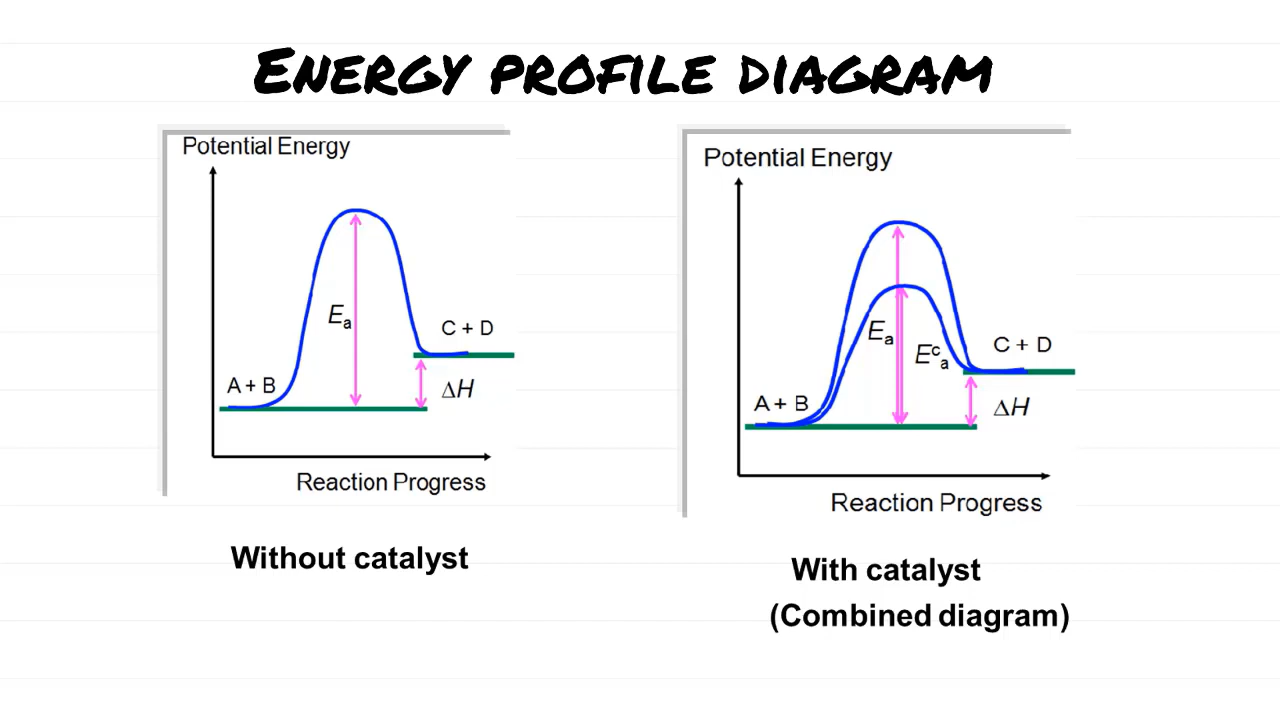 ENERGY PROFILE DIAGRAM
Potential Energy
Ea
C + D
A + B
ΔH
Reaction Progress
Without catalyst
Potential Energy
Ea
Eca
C + D
A + B
ΔH
Reaction Progress
With catalyst
(Combined diagram)